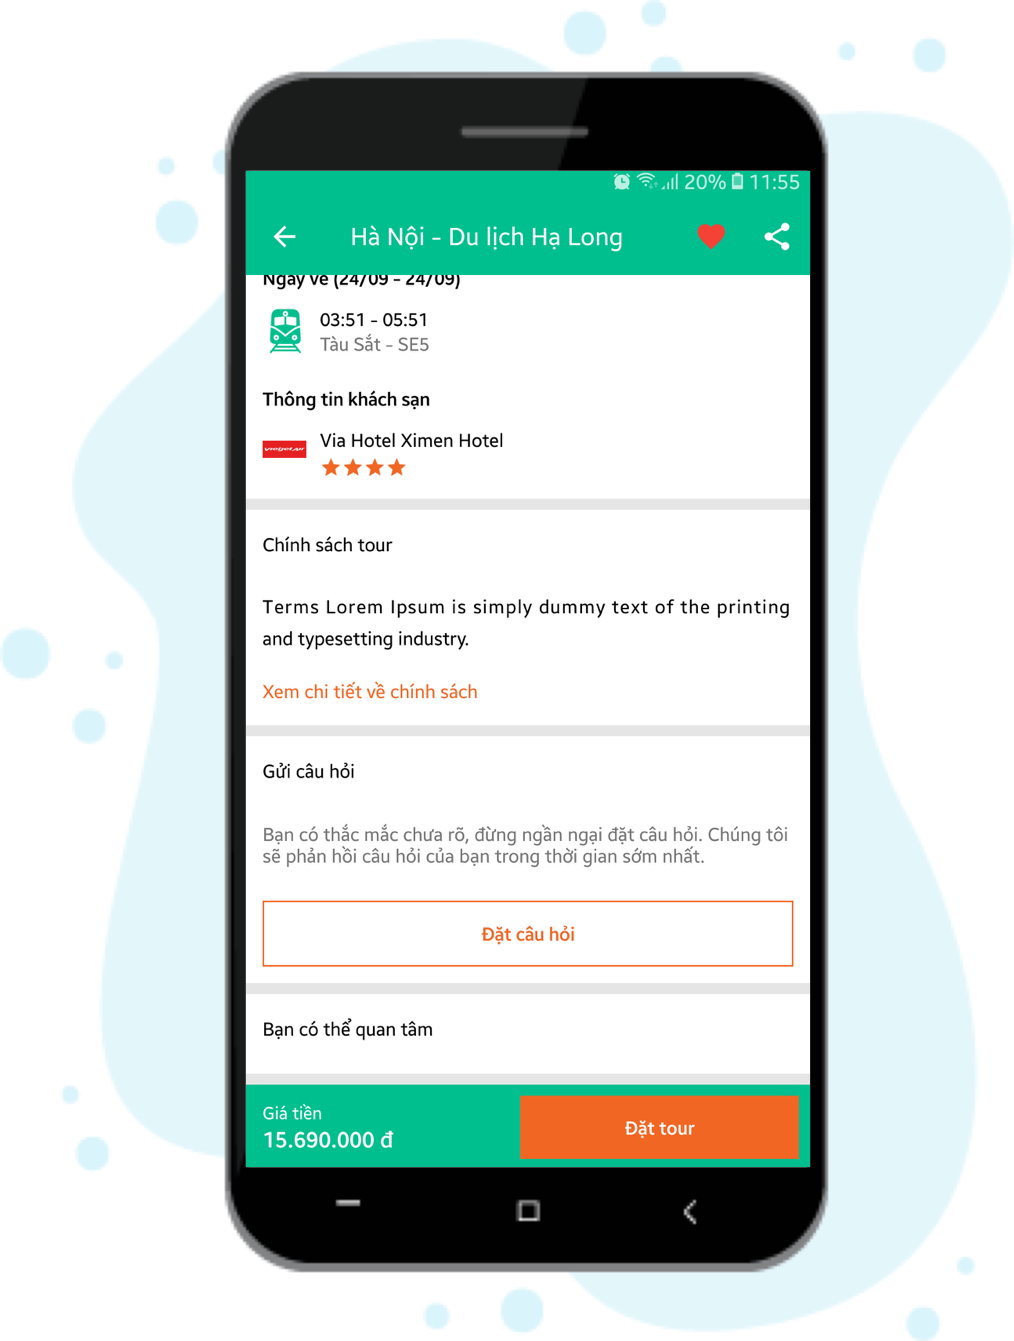 20% 11:55
Hà Nội - Du lịch Hạ Long
Ngày về (24/09 - 24/09)
03:51 - 05:51
Tàu Sắt - SE5
Thông tin khách sạn
Via Hotel Ximen Hotel
vietjetair
Chính sách tour
Terms Lorem Ipsum is simply dummy text of the printing
and typesetting industry.
Xem chi tiết về chính sách
Gửi câu hỏi
Bạn có thắc mắc chưa rõ, đừng ngần ngại đặt câu hỏi. Chúng tôi
sẽ phản hồi câu hỏi của bạn trong thời gian sớm nhất.
Đặt câu hỏi
Bạn có thể quan tâm
Giá tiền
15.690.000 đ
Đặt tour